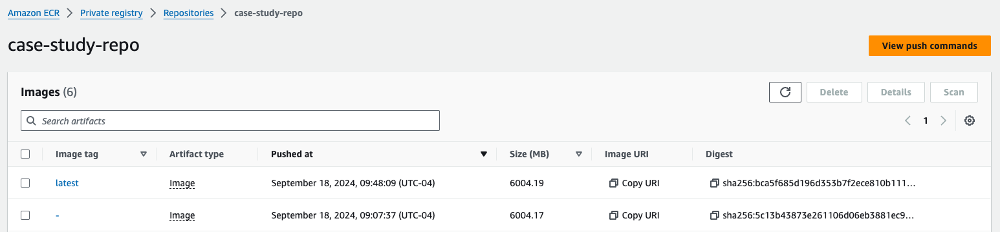 Amazon ECR > Private registry > Repositories > case-study-repo
case-study-repo
View push commands
Images (6)
Delete Details Scan
Search artifacts
1
Image tag Artifact type Pushed at Size (MB) Image URI Digest
latest Image September 18, 2024, 09:48:09 (UTC-04) 6004.19 Copy URI sha256:bca5f685d196d353b7f2ece810b111...
- Image September 18, 2024, 09:07:37 (UTC-04) 6004.17 Copy URI sha256:5c13b43873e261106d06eb3881ec9...